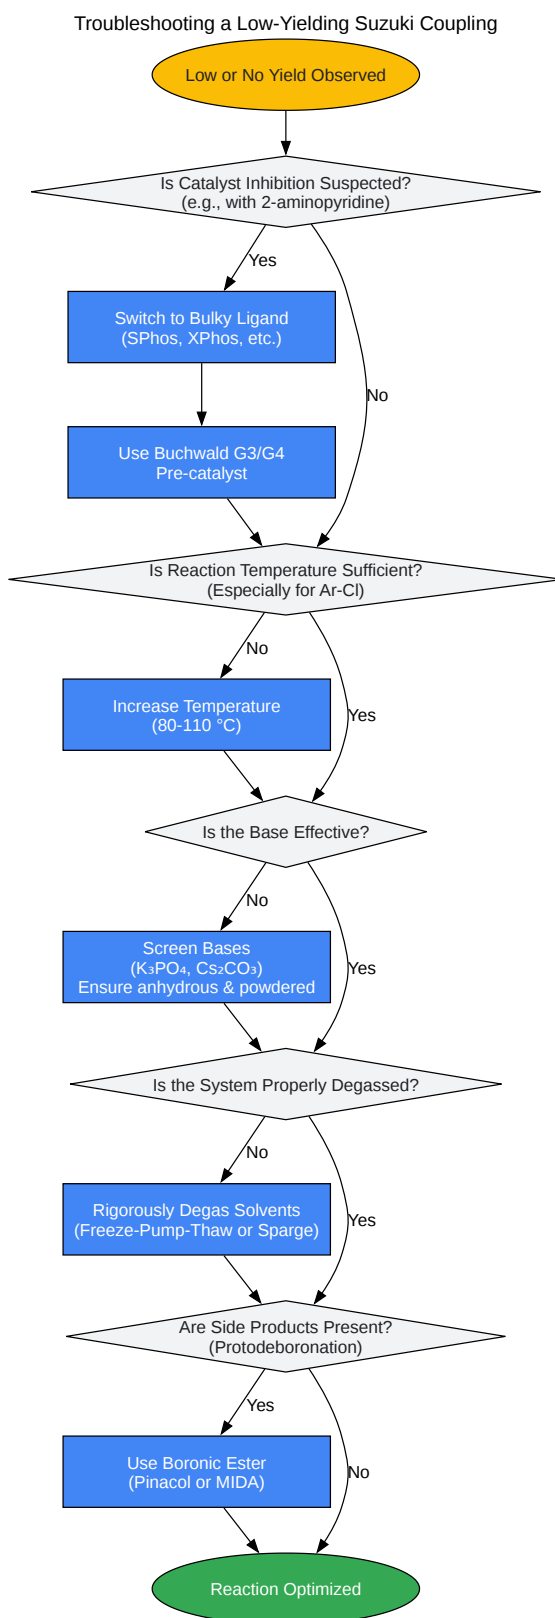 Troubleshooting a Low-Yielding Suzuki Coupling
Low or No Yield Observed
Is Catalyst Inhibition Suspected?
(e.g., with 2-aminopyridine)
Yes
Switch to Bulky Ligand
(SPhos, XPhos, etc.)
No
Use Buchwald G3/G4
Pre-catalyst
Is Reaction Temperature Sufficient?
(Especially for Ar-Cl)
No
Increase Temperature
(80-110 °C)
Yes
Is the Base Effective?
No
Screen Bases
(K₃PO₄, Cs₂CO₃)
Ensure anhydrous & powdered
Yes
Is the System Properly Degassed?
No
Rigorously Degas Solvents
(Freeze-Pump-Thaw or Sparge)
Yes
Are Side Products Present?
(Protodeboronation)
Yes
Use Boronic Ester
(Pinacol or MIDA)
No
Reaction Optimized